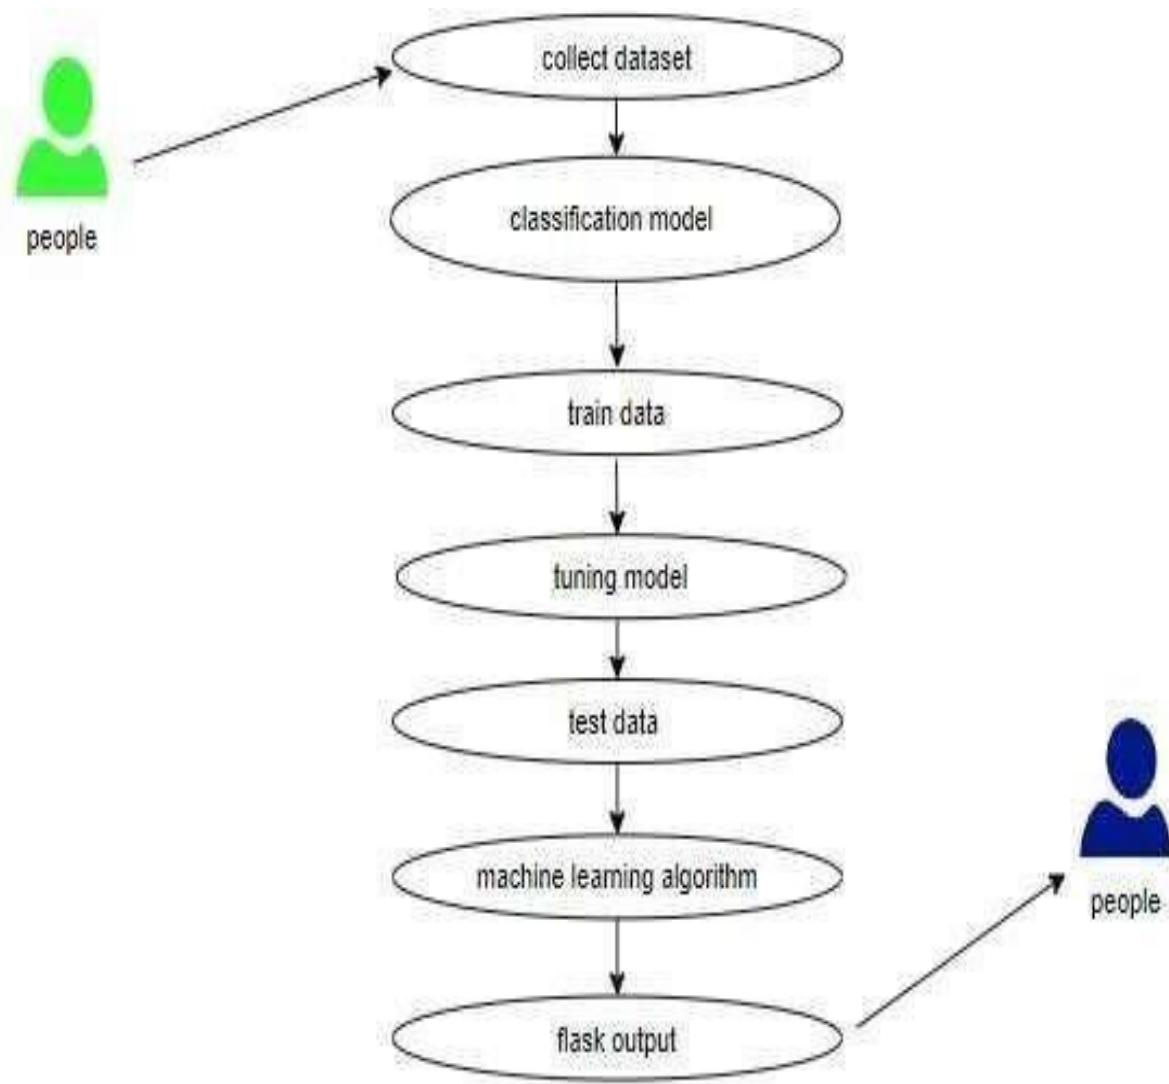 collect dataset
people
classification model
train data
tuning model
test data
machine learning algorithm
people
flask output